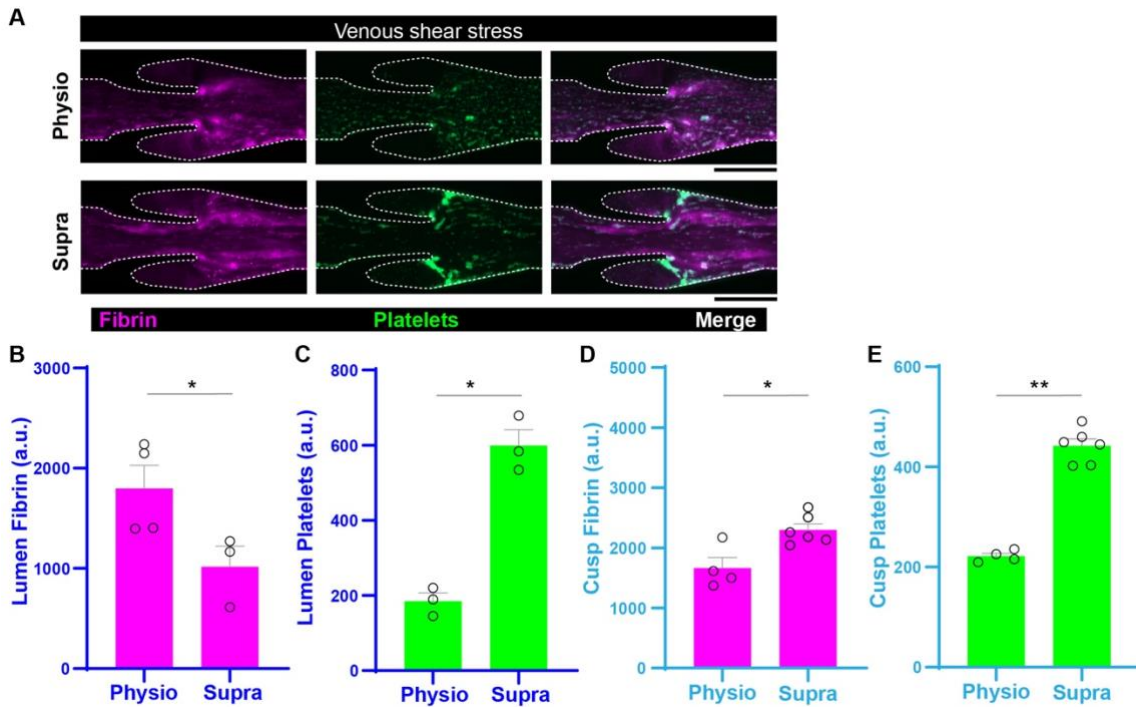 A
Venous shear stress
Physio
Supra
Fibrin Platelets Merge
B
3000
2000
1000
0
Lumen Fibrin (a.u.)
*
Physio Supra
C
800
600
400
200
0
Lumen Platelets (a.u.)
*
Physio Supra
D
5000
4000
3000
2000
1000
0
Cusp Fibrin (a.u.)
*
Physio Supra
E
600
400
200
0
Cusp Platelets (a.u.)
**
Physio Supra